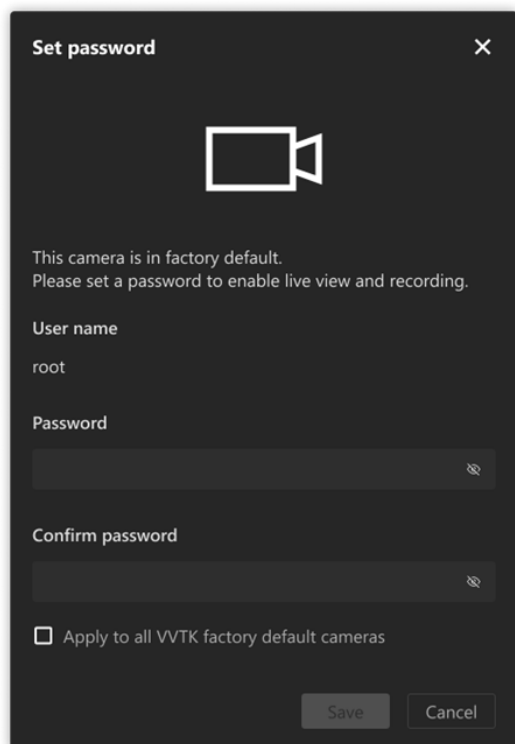 Set password
This camera is in factory default.
Please set a password to enable live view and recording.
User name
root
Password
Confirm password
Apply to all VVTK factory default cameras
Save
Cancel